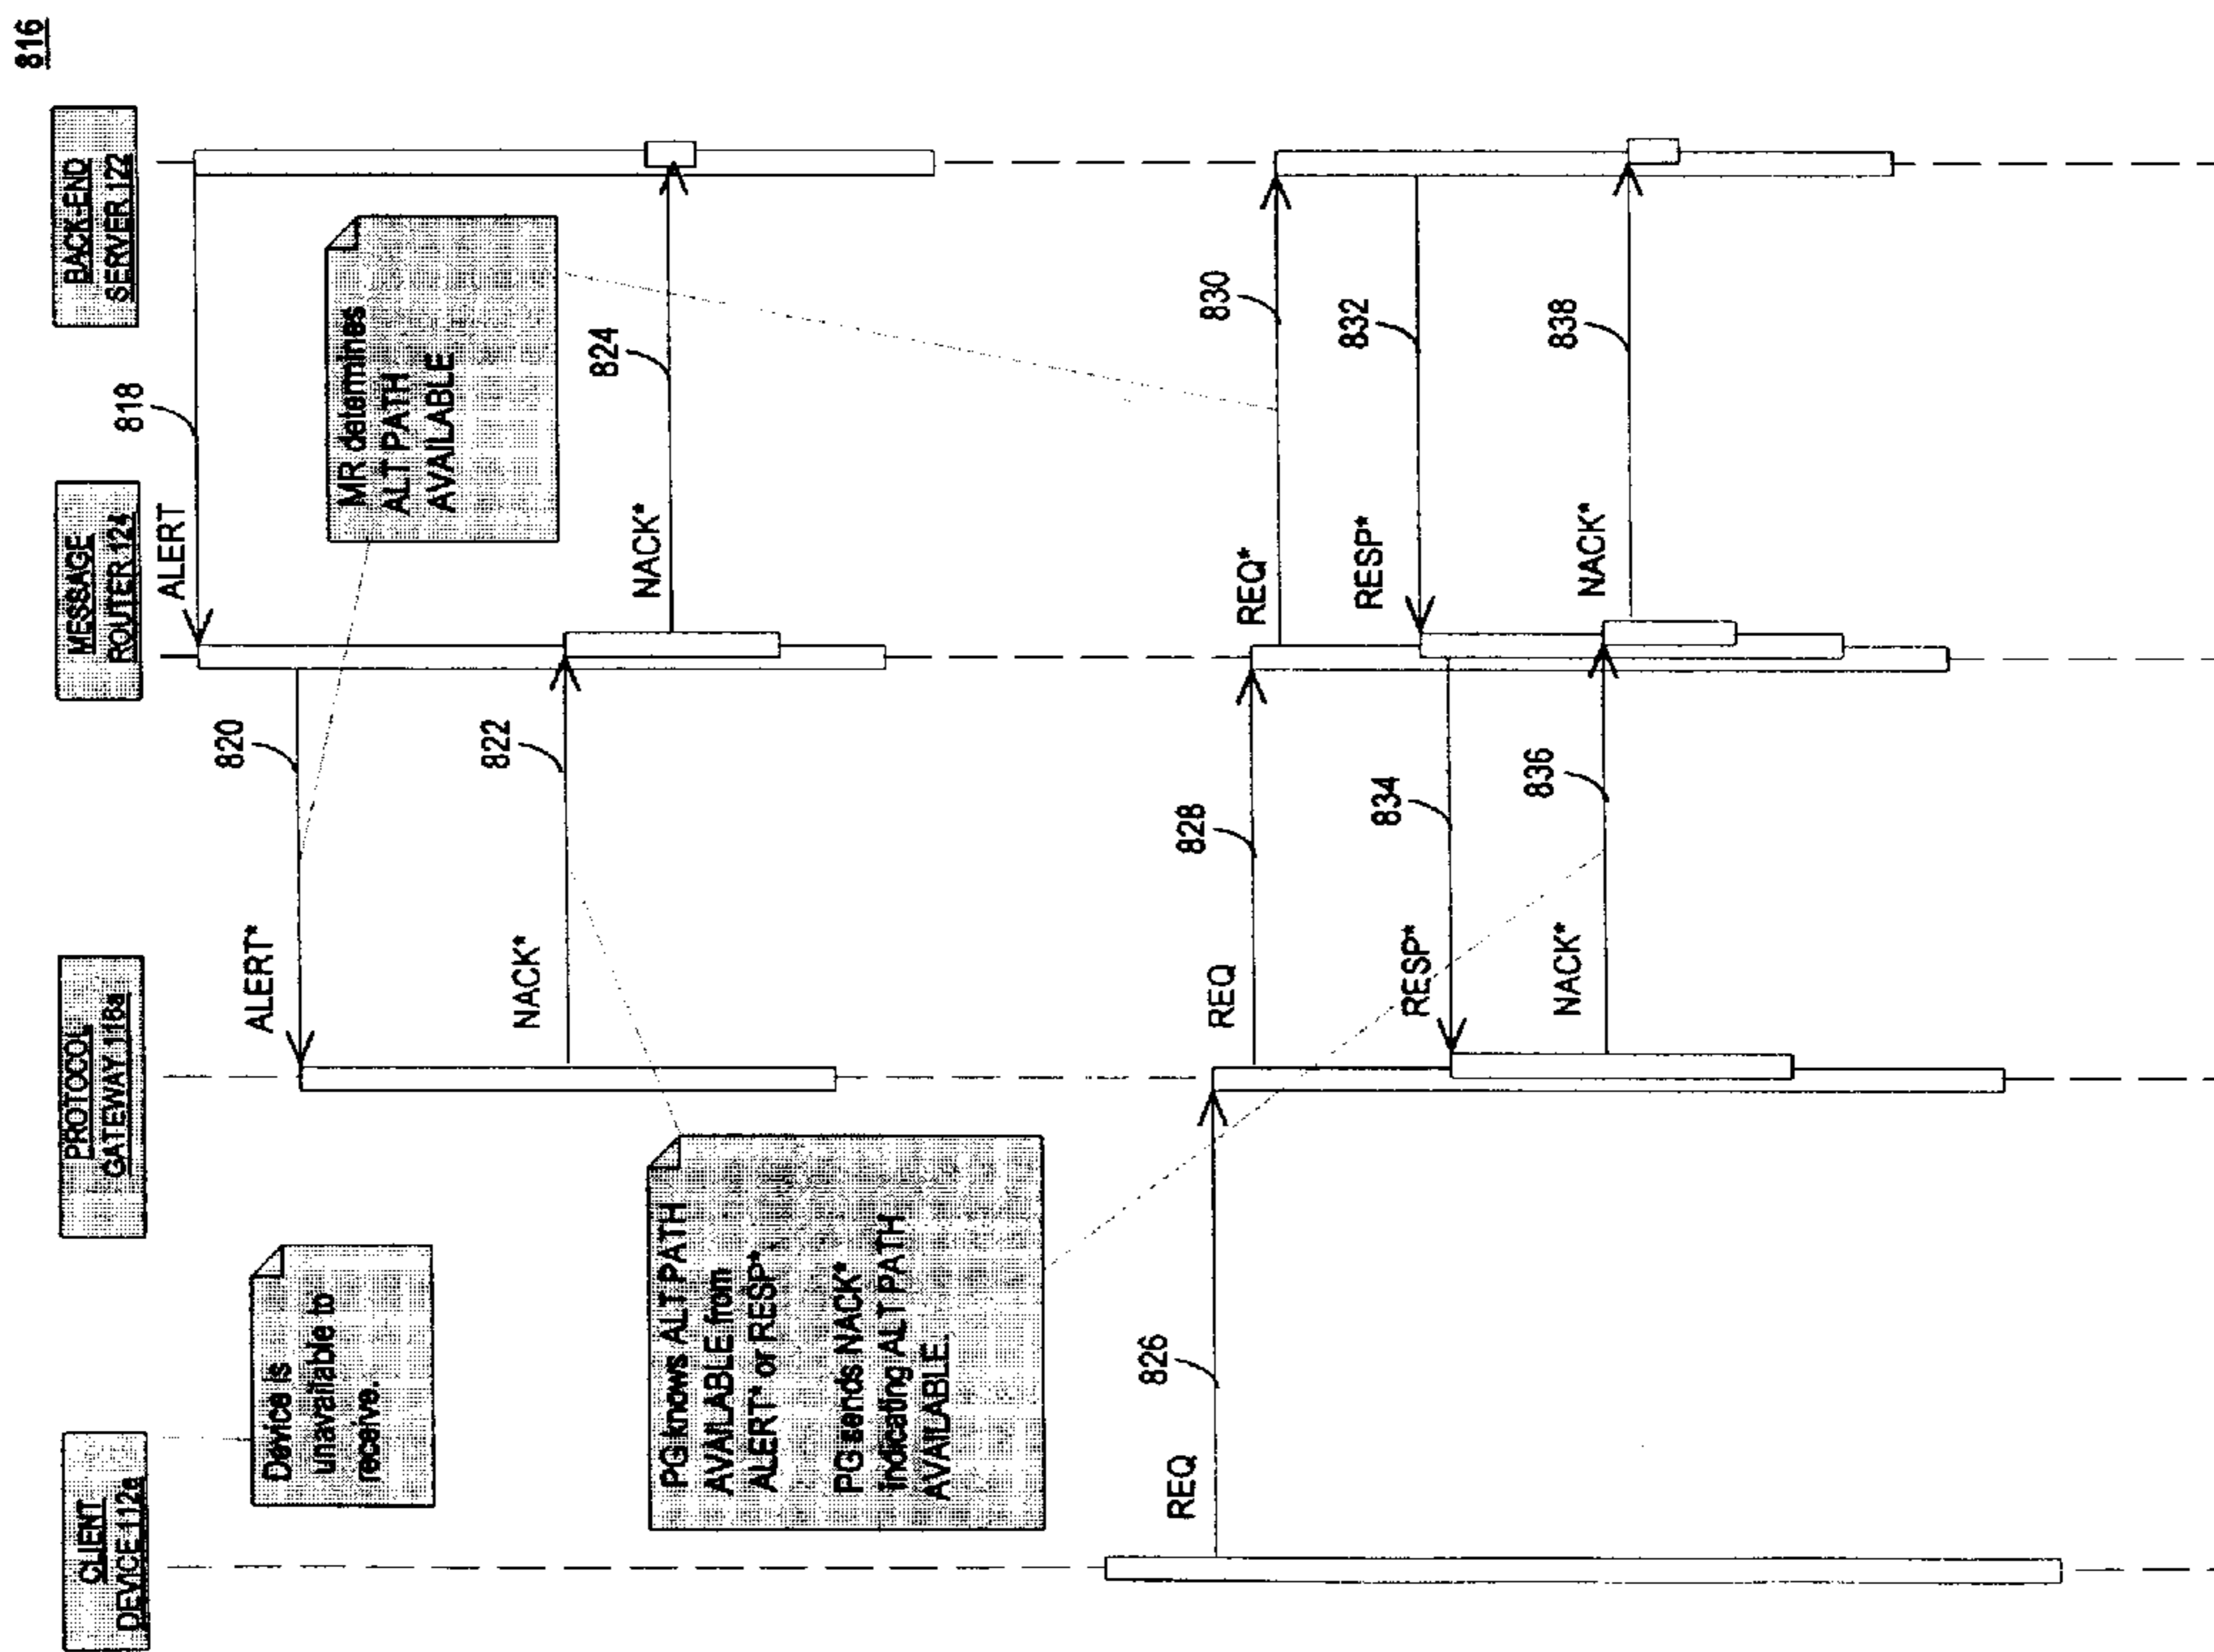 816
CLIENT
DEVICE 112a
PROTOCOL
GATEWAY 118a
MESSAGE
ROUTER 124
BACK-END
SERVER 122
ALERT
818
ALERT*
820
Device is
unavailable to
receive.
MR determines
ALT PATH
AVAILABLE
NACK*
822
NACK*
824
PG knows ALT PATH
AVAILABLE from
ALERT* or RESP*.
PG sends NACK*
indicating ALT PATH
AVAILABLE.
REQ
826
REQ
828
REQ*
830
RESP*
832
RESP*
834
NACK*
836
NACK*
838